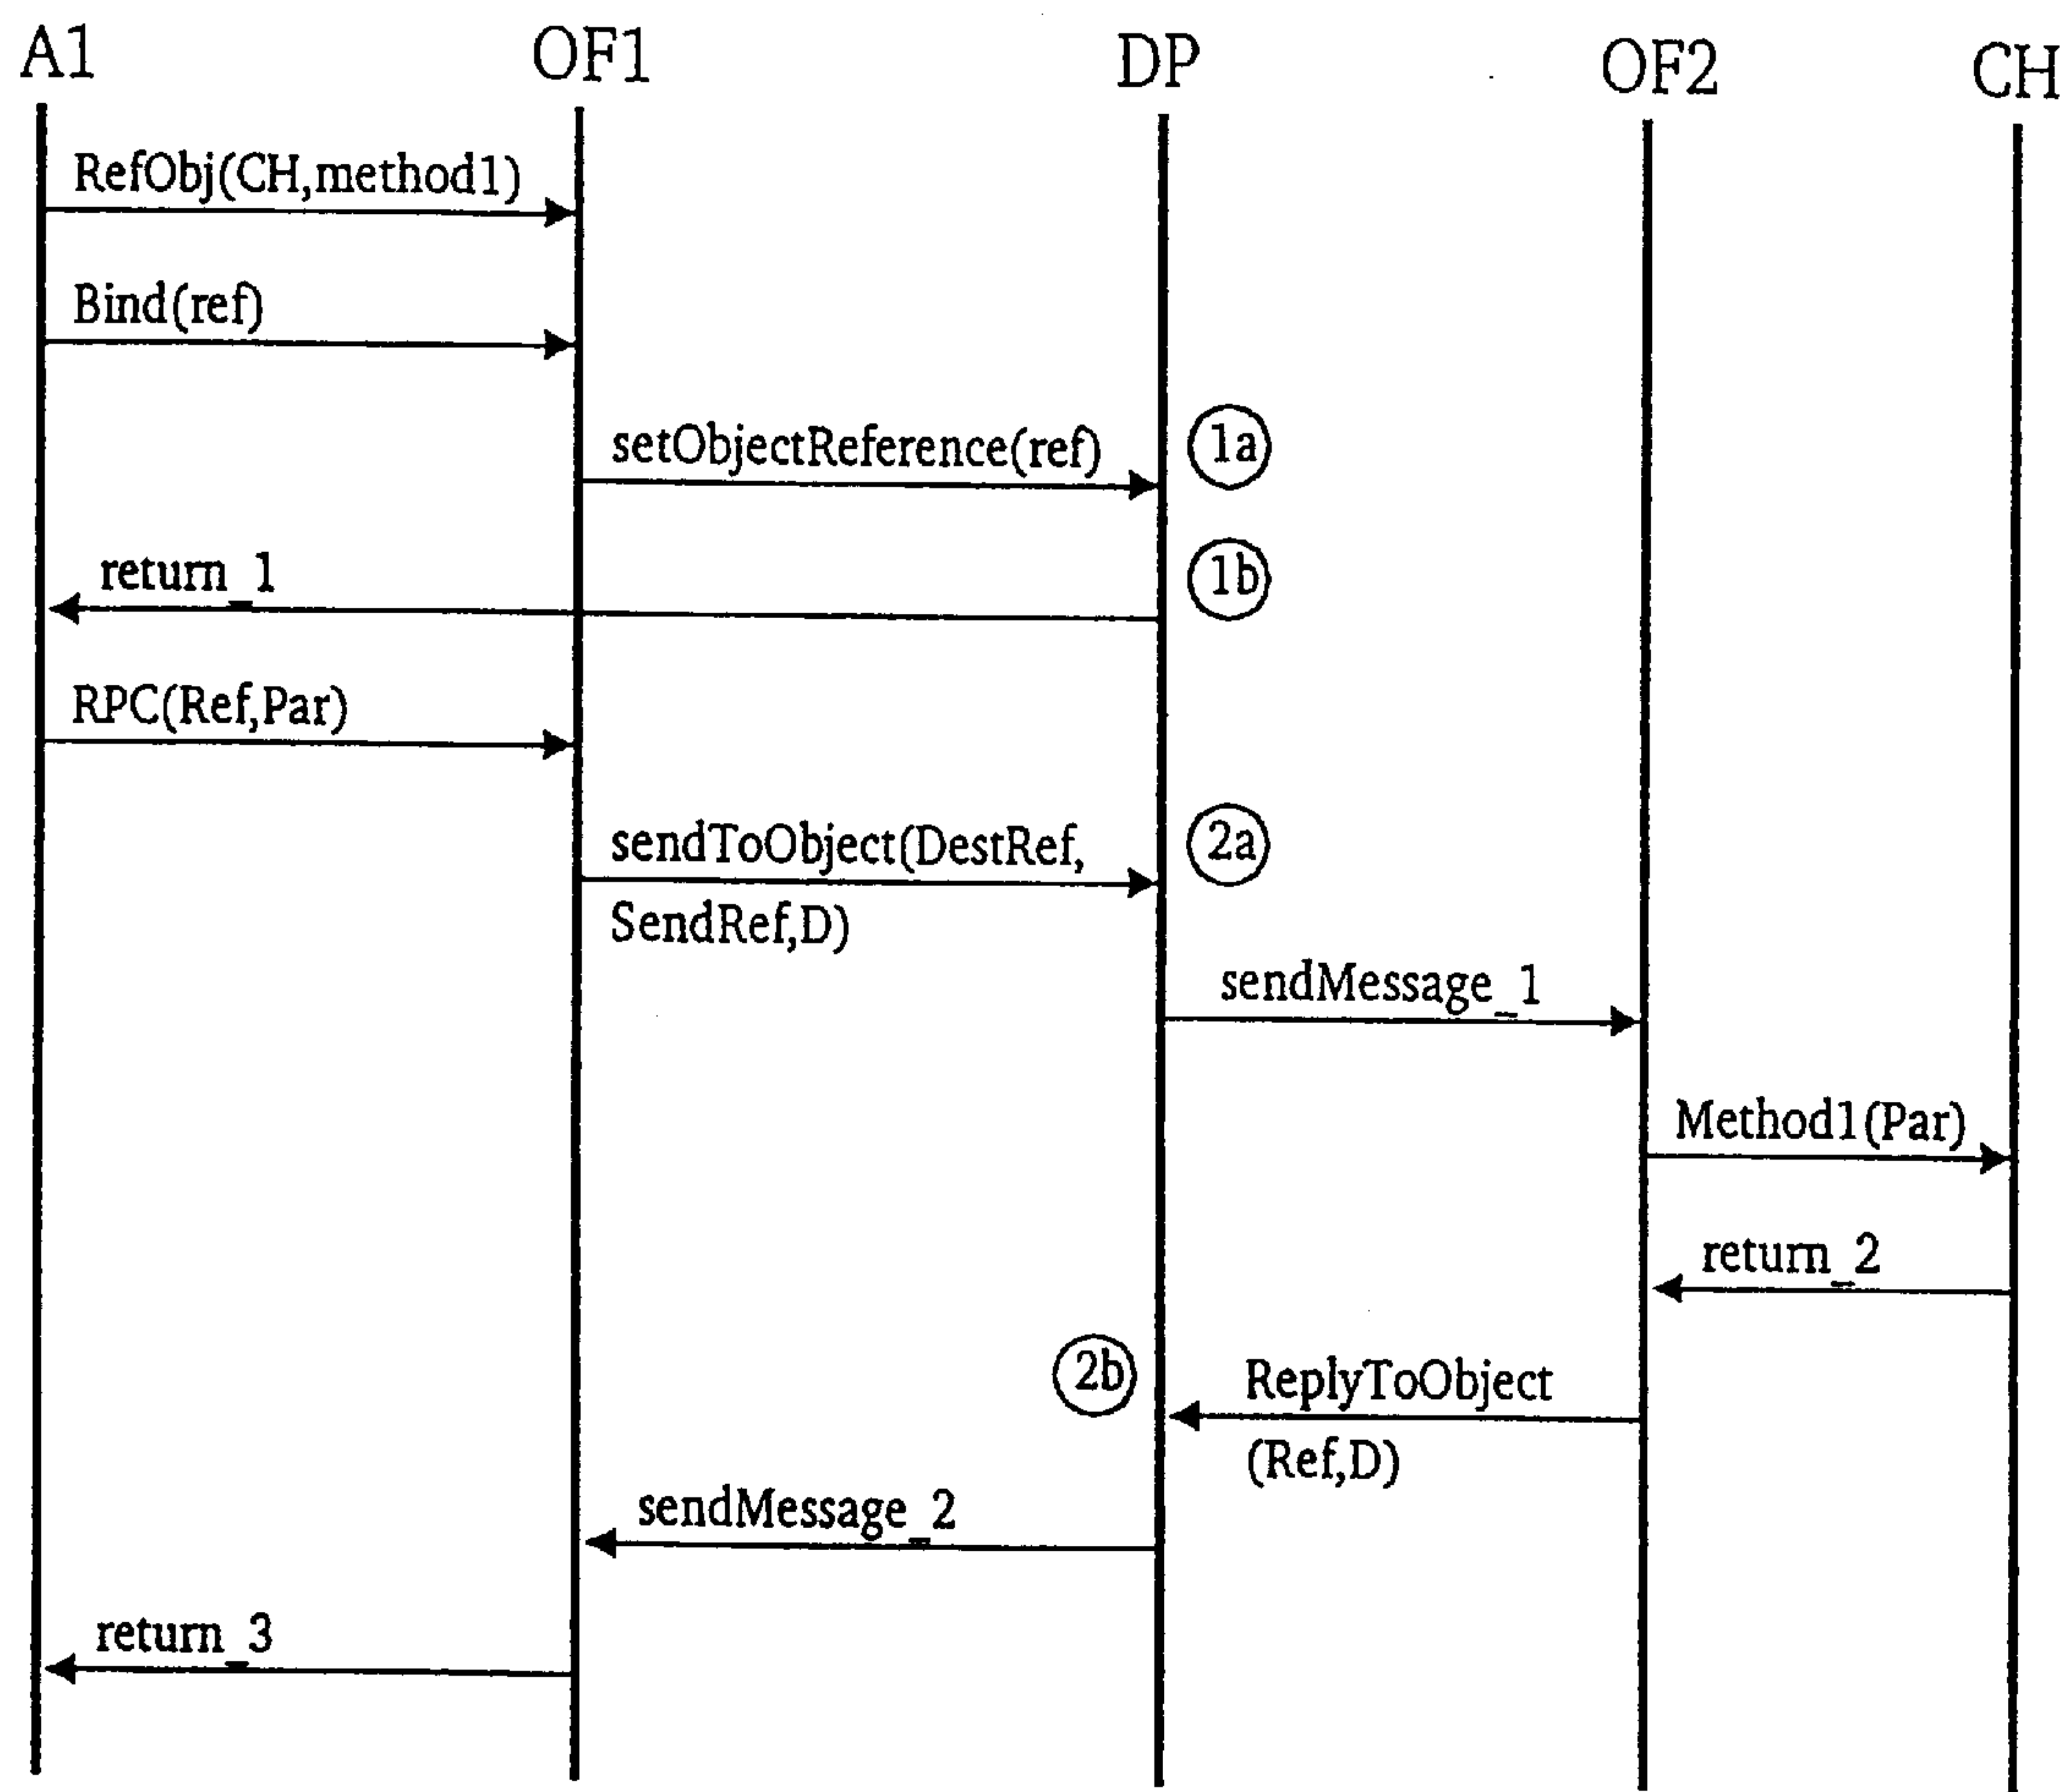 A1 OF1 DP OF2 CH
RefObj(CH,method1)
Bind(ref)
setObjectReference(ref) 1a
return_1 1b
RPC(Ref,Par)
sendToObject(DestRef, 2a
SendRef,D)
sendMessage_1
Method1(Par)
return_2
2b ReplyToObject
(Ref,D)
sendMessage_2
return_3